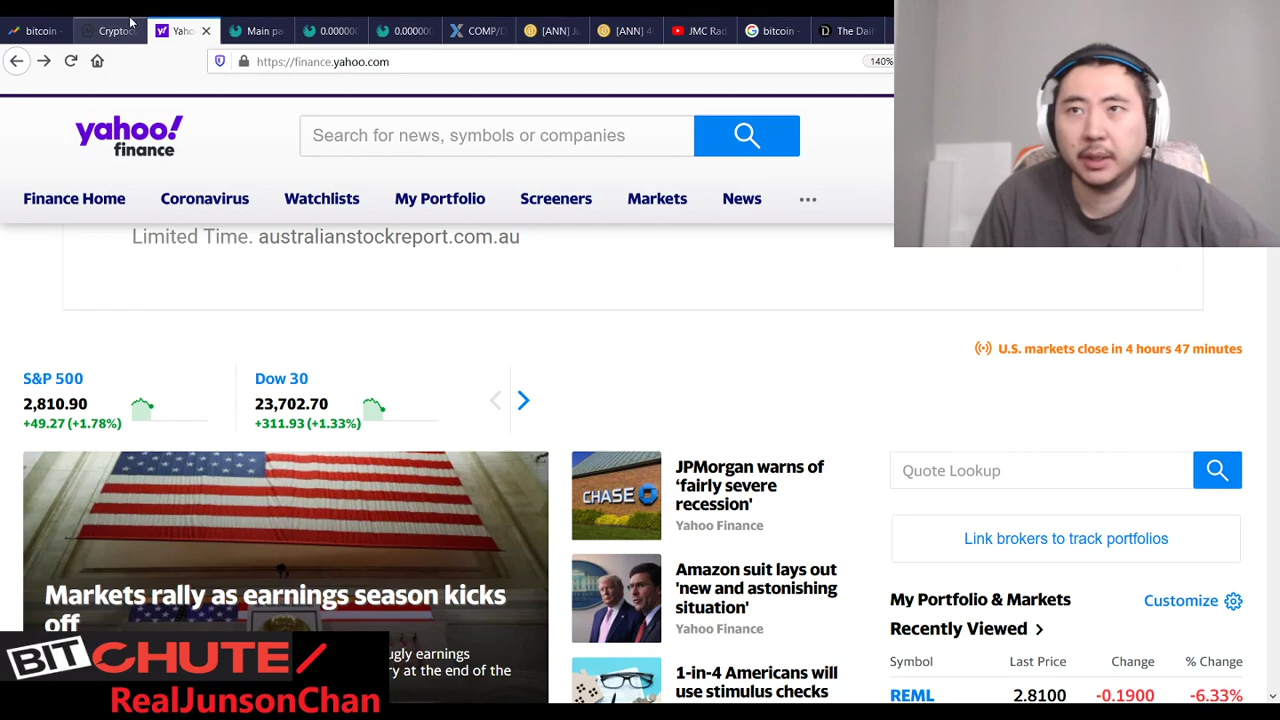 bitcoin
Cryptoc
Yaho
Main pa
0.000000
0.00000
COMP/D
[ANN] Ju
[ANN] 4
JMC Rad
bitcoin -
The Dail
https://finance.yahoo.com
140%
yahoo!
finance
Search for news, symbols or companies
Finance Home
Coronavirus
Watchlists
My Portfolio
Screeners
Markets
News
Limited Time. australianstockreport.com.au
U.S. markets close in 4 hours 47 minutes
S&P 500
2,810.90
+49.27 (+1.78%)
Dow 30
23,702.70
+311.93 (+1.33%)
Markets rally as earnings season kicks
off
ugly earnings
ry at the end of the
CHASE
JPMorgan warns of
‘fairly severe
recession'
Yahoo Finance
Amazon suit lays out
'new and astonishing
situation'
Yahoo Finance
1-in-4 Americans will
use stimulus checks
Quote Lookup
Link brokers to track portfolios
My Portfolio & Markets
Customize
Recently Viewed >
Symbol Last Price Change % Change
REML 2.8100 -0.1900 -6.33%
BITCHUTE
RealJunsonChan